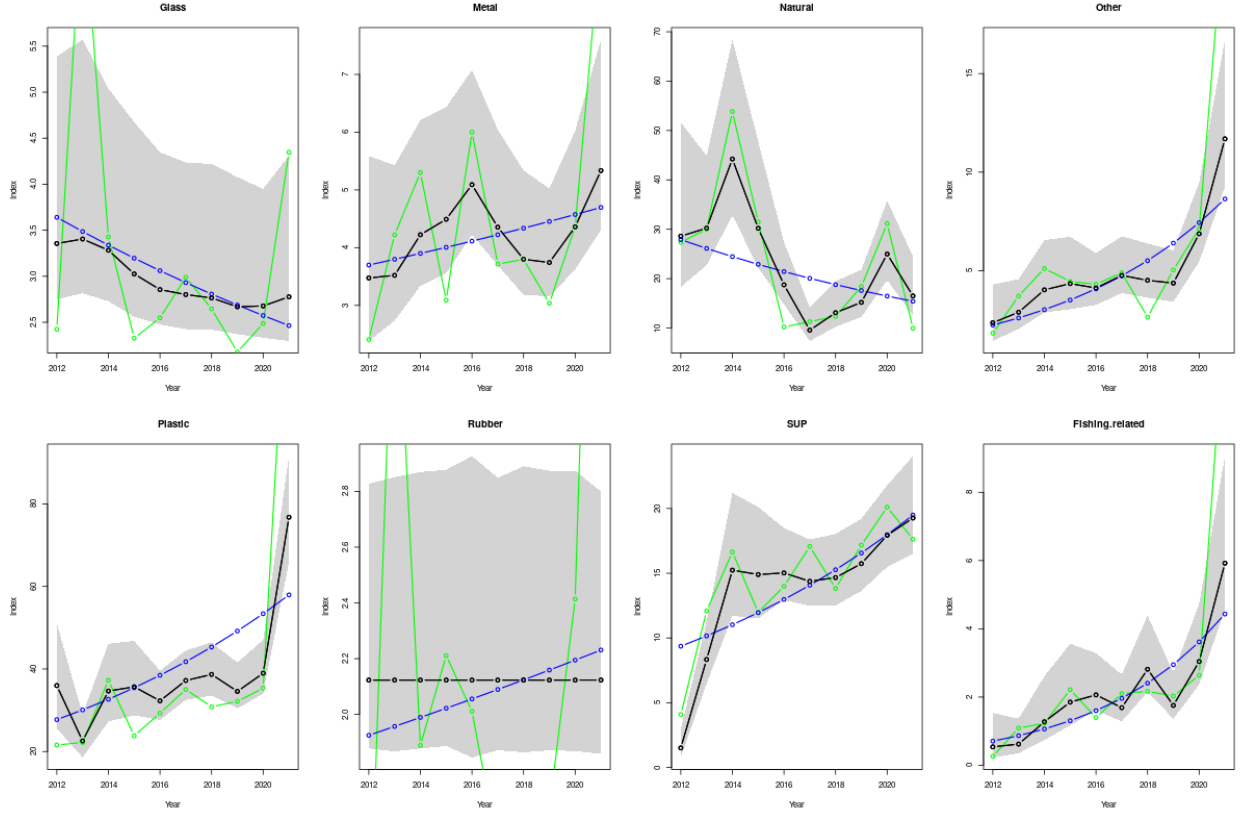 Glass
Metal
Natural
Other
Index
5.5
5.0
4.5
4.0
3.5
3.0
2.5
2012 2014 2016 2018 2020
Year
Index
7
6
5
4
3
2012 2014 2016 2018 2020
Year
Index
70
60
50
40
30
20
10
2012 2014 2016 2018 2020
Year
Index
15
10
5
2012 2014 2016 2018 2020
Year
Plastic
Rubber
SUP
Fishing.related
Index
80
60
40
20
2012 2014 2016 2018 2020
Year
Index
2.8
2.6
2.4
2.2
2.0
2012 2014 2016 2018 2020
Year
Index
20
15
10
5
0
2012 2014 2016 2018 2020
Year
Index
8
6
4
2
0
2012 2014 2016 2018 2020
Year